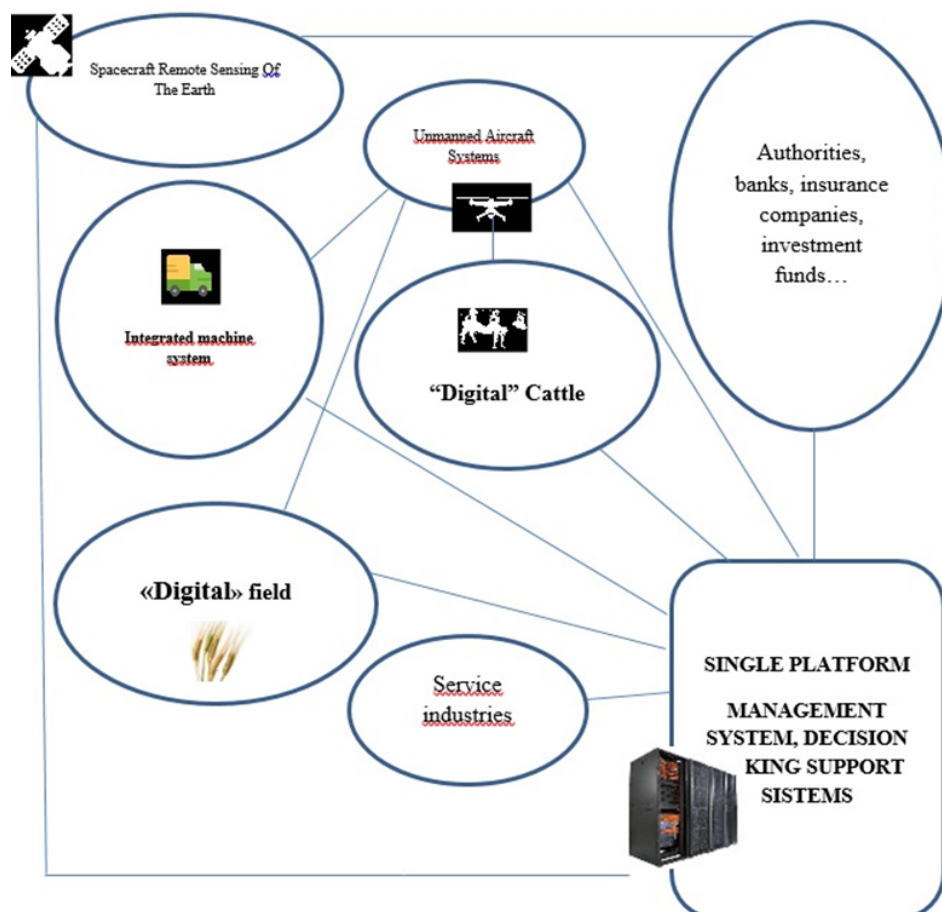 Spacecraft Remote Sensing Of
The Earth
Unmanned Aircraft
Systems
Authorities,
banks, insurance
companies,
investment
funds…
Integrated machine
system
“Digital” Cattle
«Digital» field
Service
industries
SINGLE PLATFORM
MANAGEMENT
SYSTEM, DECISION
KING SUPPORT
SISTEMS